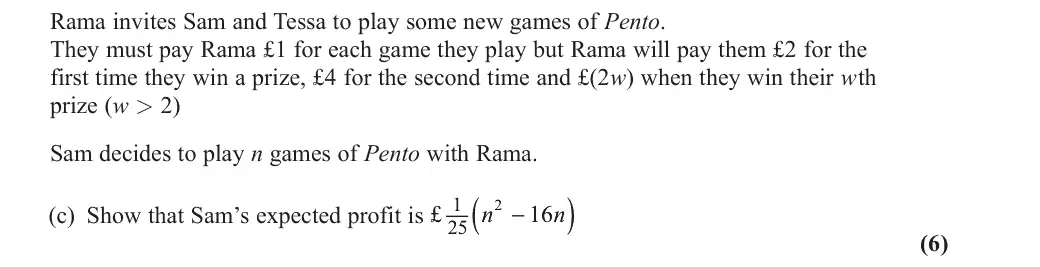 Rama invites Sam and Tessa to play some new games of Pento.
They must pay Rama £1 for each game they play but Rama will pay them £2 for the
first time they win a prize, £4 for the second time and £(2w) when they win their wth
prize (w > 2)
Sam decides to play n games of Pento with Rama.
(c) Show that Sam's expected profit is £ 1/25 (n² – 16n)
(6)